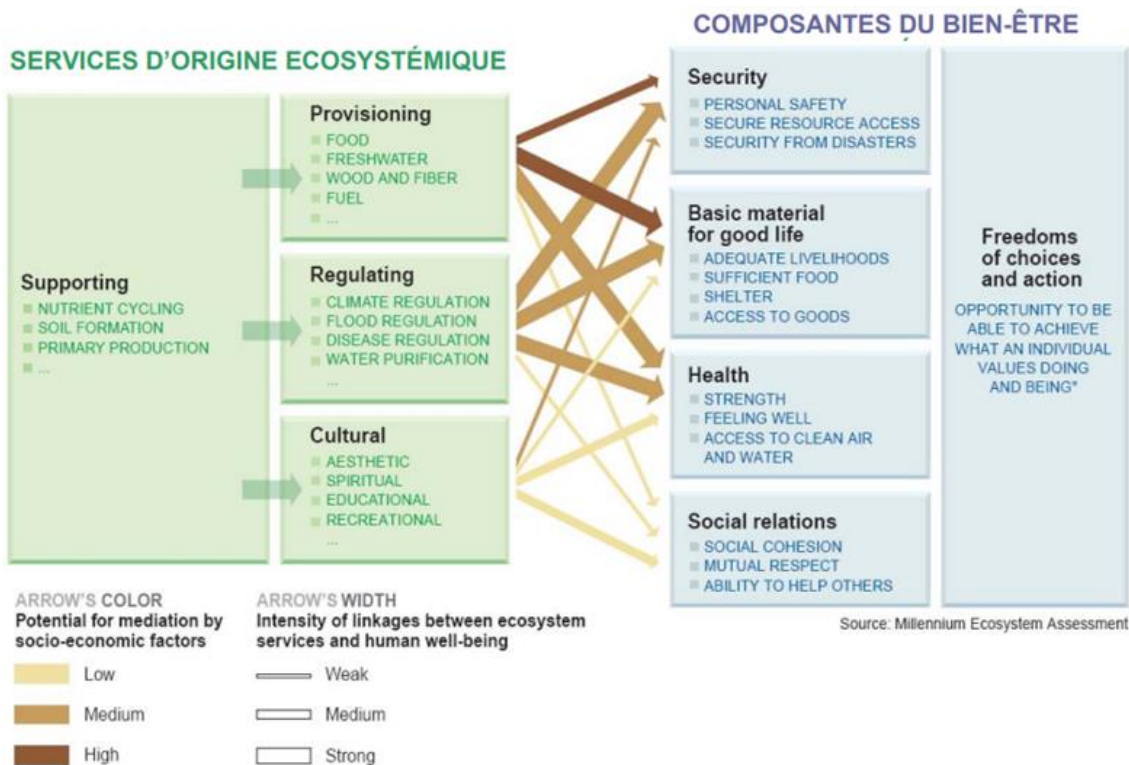 SERVICES D'ORIGINE ECOSYSTÉMIQUE
Supporting
NUTRIENT CYCLING
SOIL FORMATION
PRIMARY PRODUCTION
...
Provisioning
FOOD
FRESHWATER
WOOD AND FIBER
FUEL
...
Regulating
CLIMATE REGULATION
FLOOD REGULATION
DISEASE REGULATION
WATER PURIFICATION
...
Cultural
AESTHETIC
SPIRITUAL
EDUCATIONAL
RECREATIONAL
...
COMPOSANTES DU BIEN-ÊTRE
Security
PERSONAL SAFETY
SECURE RESOURCE ACCESS
SECURITY FROM DISASTERS
Basic material
for good life
ADEQUATE LIVELIHOODS
SUFFICIENT FOOD
SHELTER
ACCESS TO GOODS
Health
STRENGTH
FEELING WELL
ACCESS TO CLEAN AIR
AND WATER
Social relations
SOCIAL COHESION
MUTUAL RESPECT
ABILITY TO HELP OTHERS
Freedoms
of choices
and action
OPPORTUNITY TO BE
ABLE TO ACHIEVE
WHAT AN INDIVIDUAL
VALUES DOING
AND BEING*
Source: Millennium Ecosystem Assessment
ARROW'S COLOR
Potential for mediation by
socio-economic factors
Low
Medium
High
ARROW'S WIDTH
Intensity of linkages between ecosystem
services and human well-being
Weak
Medium
Strong